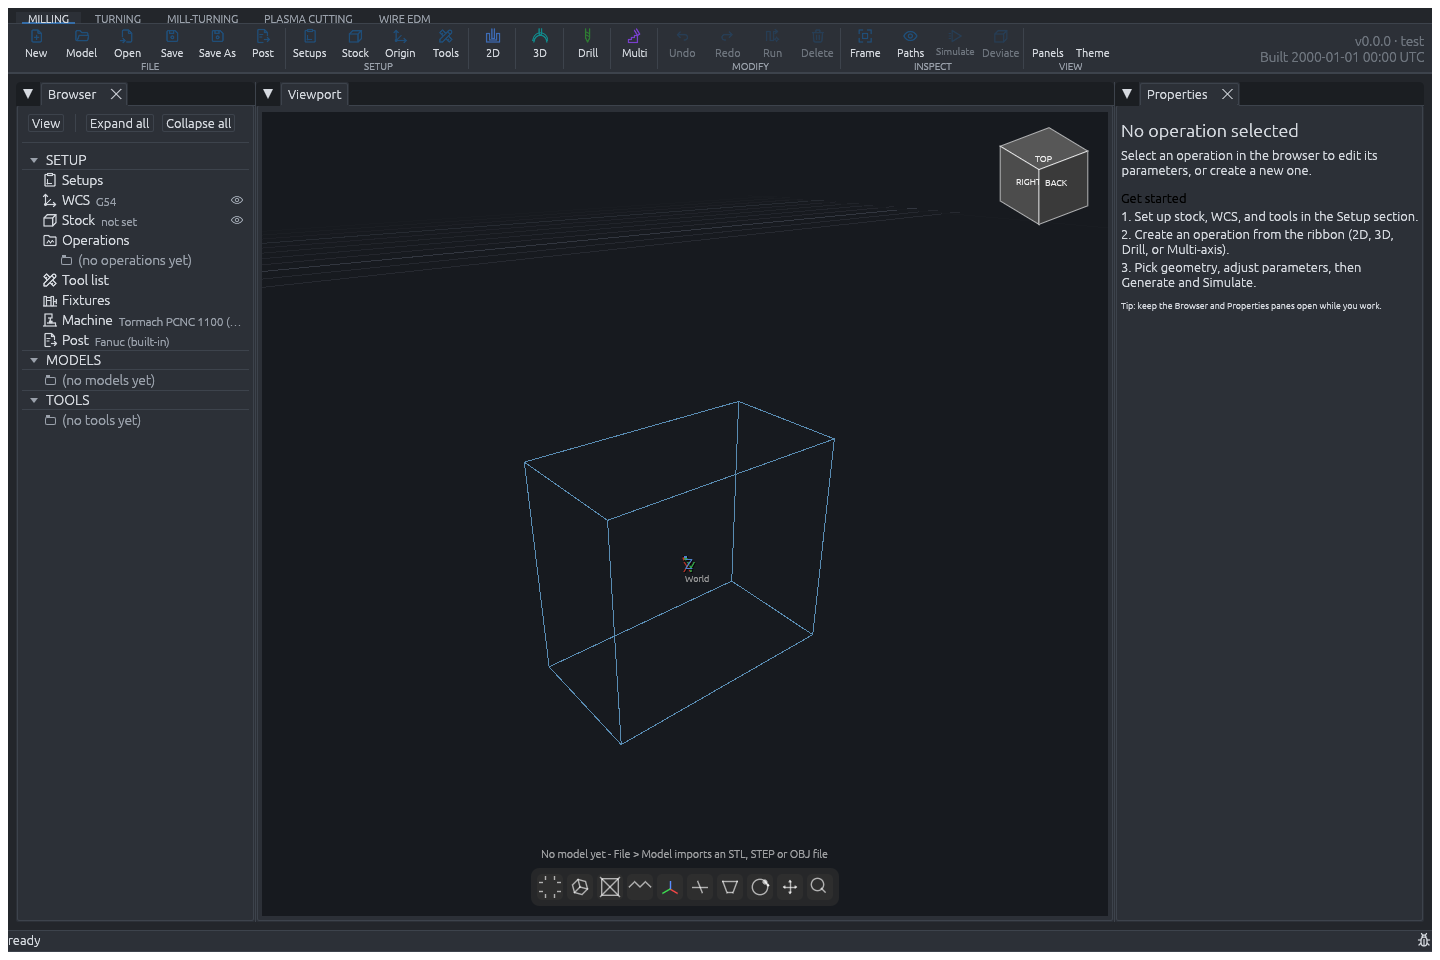 MILLING TURNING MILL-TURNING PLASMA CUTTING WIRE EDM
New Model Open Save Save As Post Setups Stock Origin Tools 2D 3D Drill Multi Undo Redo Run Delete Frame Paths Simulate Deviate Panels Theme
FILE SETUP MODIFY INSPECT VIEW
v0.0.0 · test
Built 2000-01-01 00:00 UTC
Browser
View Expand all Collapse all
SETUP
Setups
WCS G54
Stock not set
Operations
(no operations yet)
Tool list
Fixtures
Machine Tormach PCNC 1100 (...
Post Fanuc (built-in)
MODELS
(no models yet)
TOOLS
(no tools yet)
Viewport
TOP
RIGHT BACK
World
No model yet - File > Model imports an STL, STEP or OBJ file
Properties
No operation selected
Select an operation in the browser to edit its
parameters, or create a new one.
Get started
1. Set up stock, WCS, and tools in the Setup section.
2. Create an operation from the ribbon (2D, 3D,
Drill, or Multi-axis).
3. Pick geometry, adjust parameters, then
Generate and Simulate.
Tip: keep the Browser and Properties panes open while you work.
ready